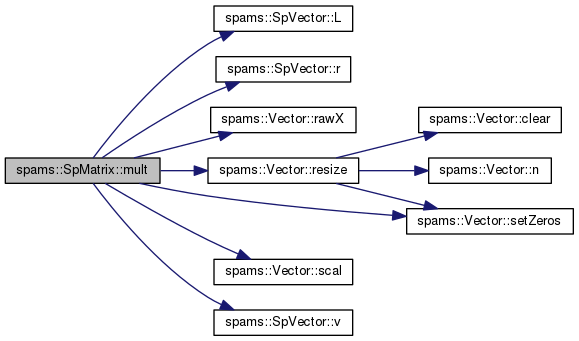 spams::SpVector::L
spams::SpVector::r
spams::Vector::rawX
spams::Vector::clear
spams::SpMatrix::mult
spams::Vector::resize
spams::Vector::n
spams::Vector::setZeros
spams::Vector::scal
spams::SpVector::v